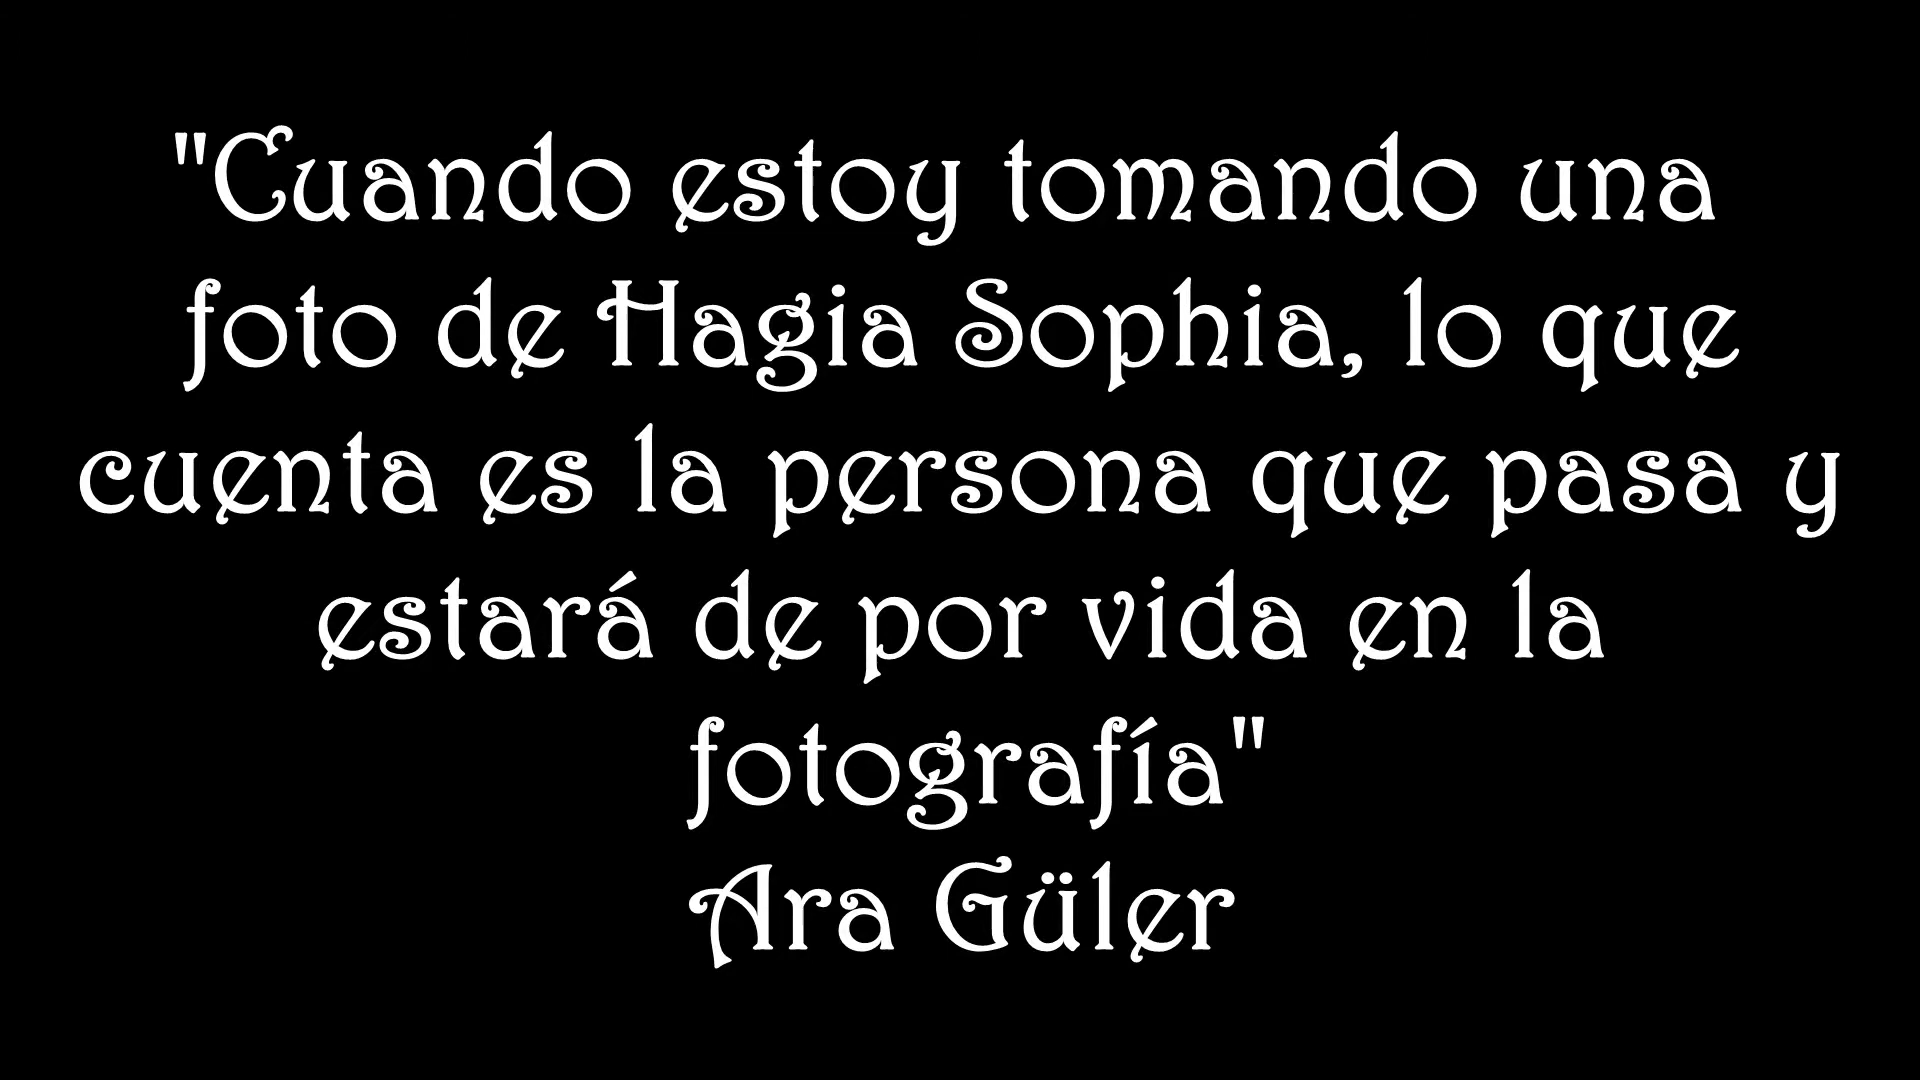 "Cuando estoy tomando una
foto de Hagia Sophia, lo que
cuenta es la persona que pasa y
estará de por vida en la
fotografía"
Ara Güler